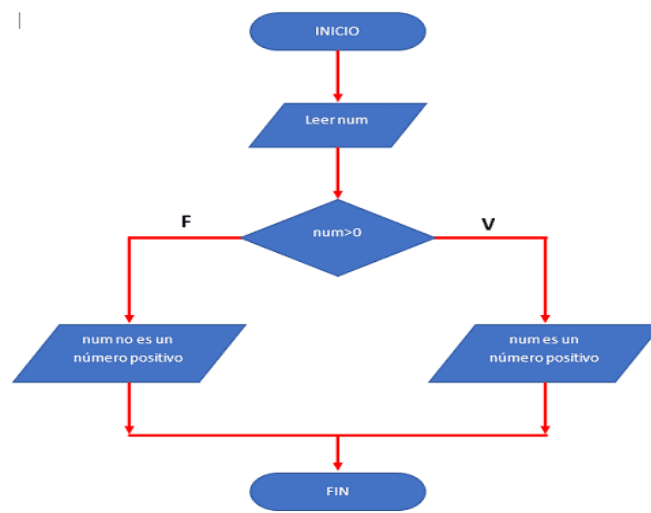 INICIO
Leer num
F
num>0
V
num no es un
número positivo
num es un
número positivo
FIN